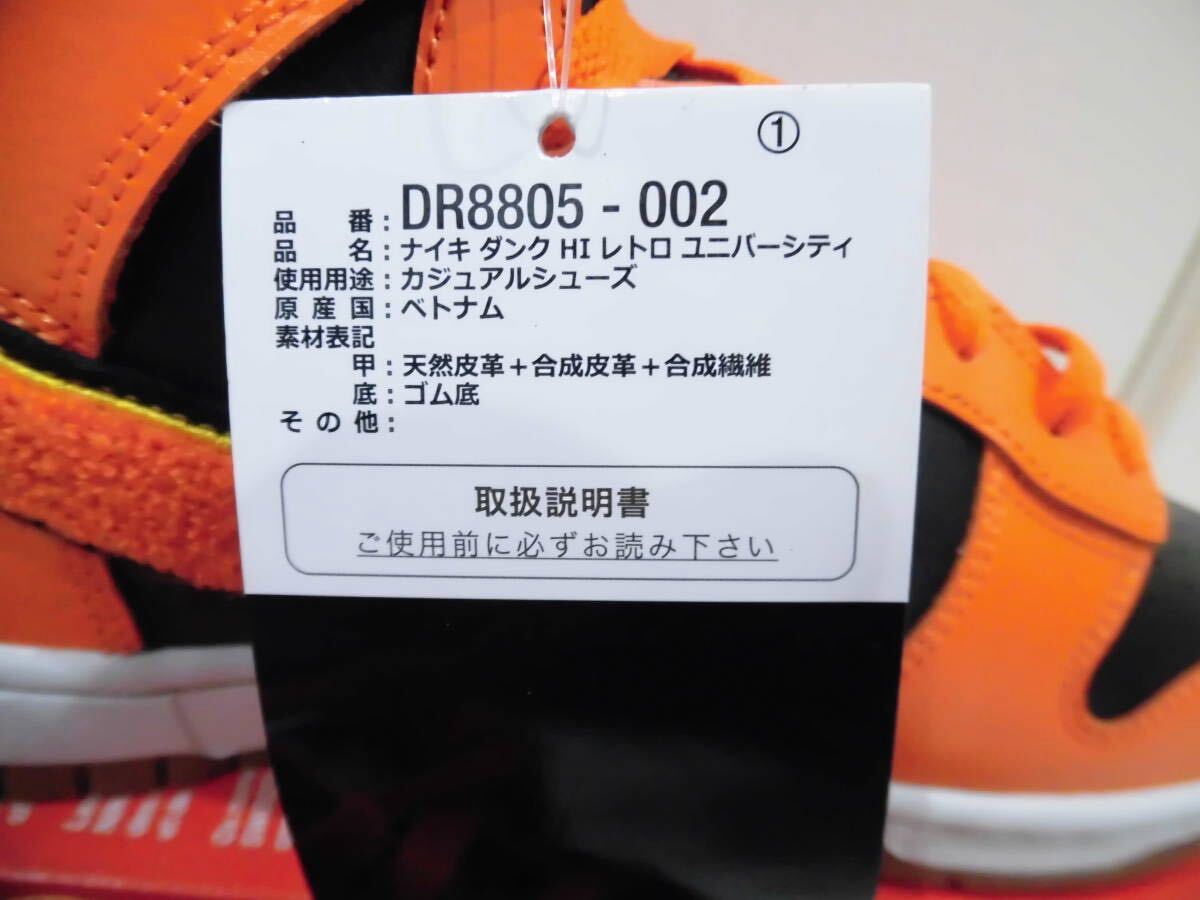 ①
品 番：DR8805 - 002
品 名：ナイキ ダンク HI レトロ ユニバーシティ
使用用途：カジュアルシューズ
原 産 国：ベトナム
素材表記
甲：天然皮革＋合成皮革＋合成繊維
底：ゴム底
そ の 他：
取扱説明書
ご使用前に必ずお読み下さい